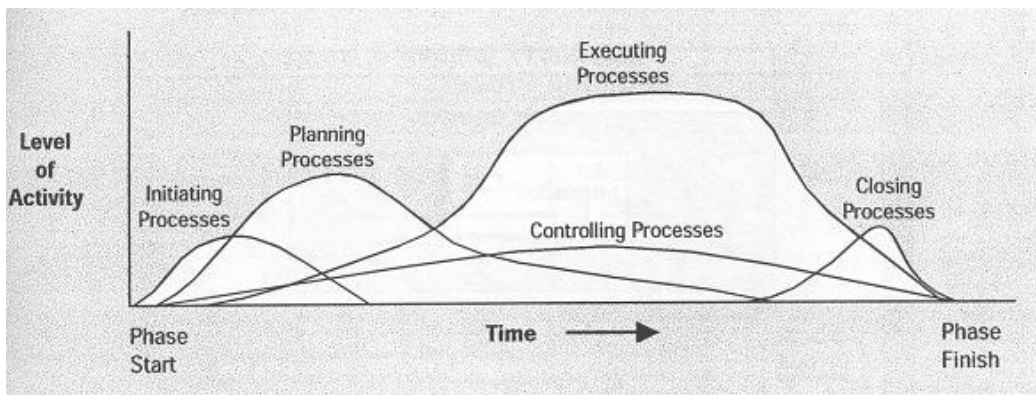 Executing
Processes
Planning
Processes
Level
of
Activity
Initiating
Processes
Closing
Processes
Controlling Processes
Phase
Start
Time
Phase
Finish